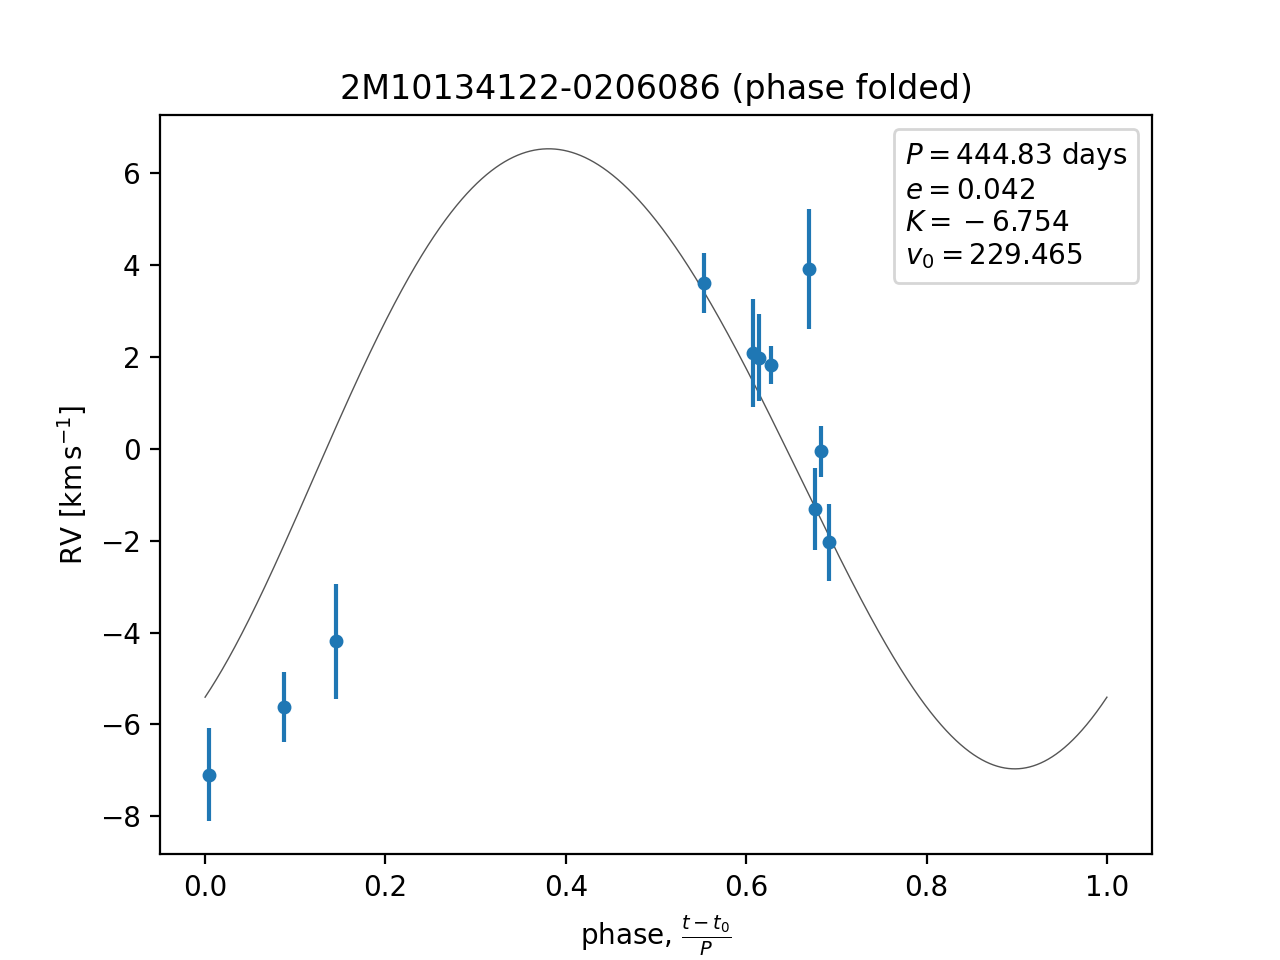 2M10134122-0206086 (phase folded)
P = 444.83 days
e = 0.042
K = −6.754
v₀ = 229.465
6
4
2
0
−2
−4
−6
−8
RV [km s⁻¹]
0.0 0.2 0.4 0.6 0.8 1.0
phase, (t − t₀)/P